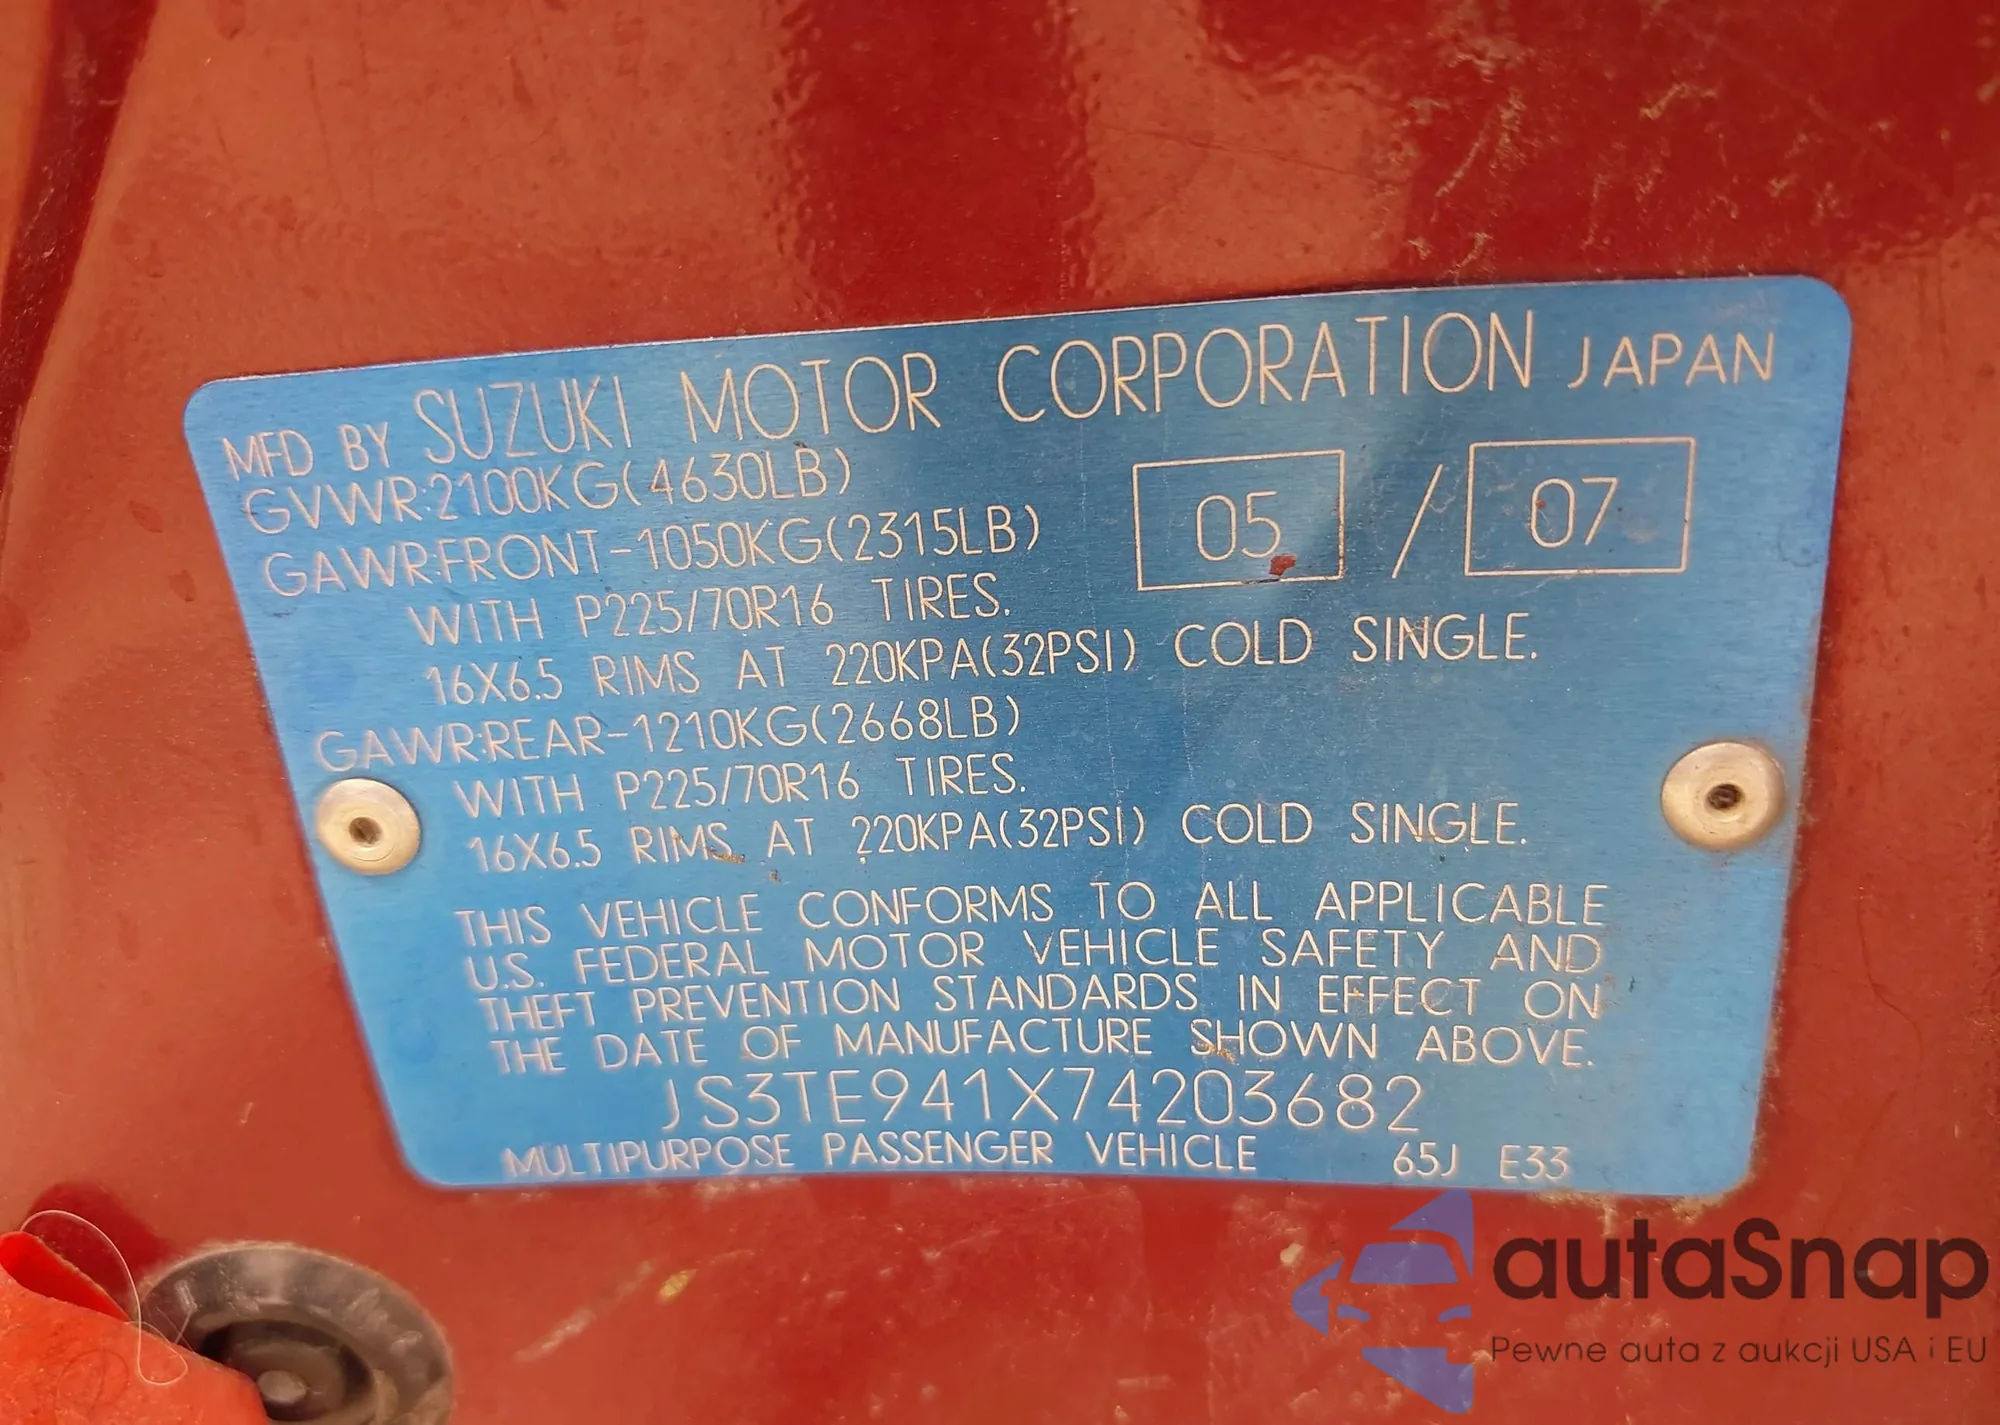 MFD BY SUZUKI MOTOR CORPORATION JAPAN
GVWR:2100KG(4630LB)
05 / 07
GAWR:FRONT-1050KG(2315LB)
WITH P225/70R16 TIRES.
16X6.5 RIMS AT 220KPA(32PSI) COLD SINGLE.
GAWR:REAR-1210KG(2668LB)
WITH P225/70R16 TIRES.
16X6.5 RIMS AT 220KPA(32PSI) COLD SINGLE.
THIS VEHICLE CONFORMS TO ALL APPLICABLE
U.S. FEDERAL MOTOR VEHICLE SAFETY AND
THEFT PREVENTION STANDARDS IN EFFECT ON
THE DATE OF MANUFACTURE SHOWN ABOVE.
JS3TE941X74203682
MULTIPURPOSE PASSENGER VEHICLE 65J E33
autaSnap
Pewne auta z aukcji USA i EU